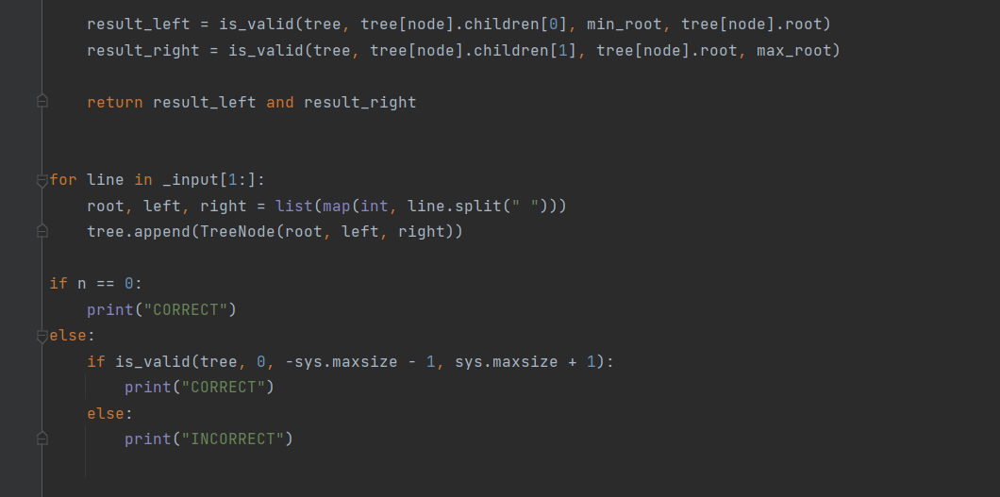 result_left = is_valid(tree, tree[node].children[0], min_root, tree[node].root)
result_right = is_valid(tree, tree[node].children[1], tree[node].root, max_root)
return result_left and result_right
for line in _input[1:]:
root, left, right = list(map(int, line.split(" ")))
tree.append(TreeNode(root, left, right))
if n == 0:
print("CORRECT")
else:
if is_valid(tree, 0, -sys.maxsize - 1, sys.maxsize + 1):
print("CORRECT")
else:
print("INCORRECT")